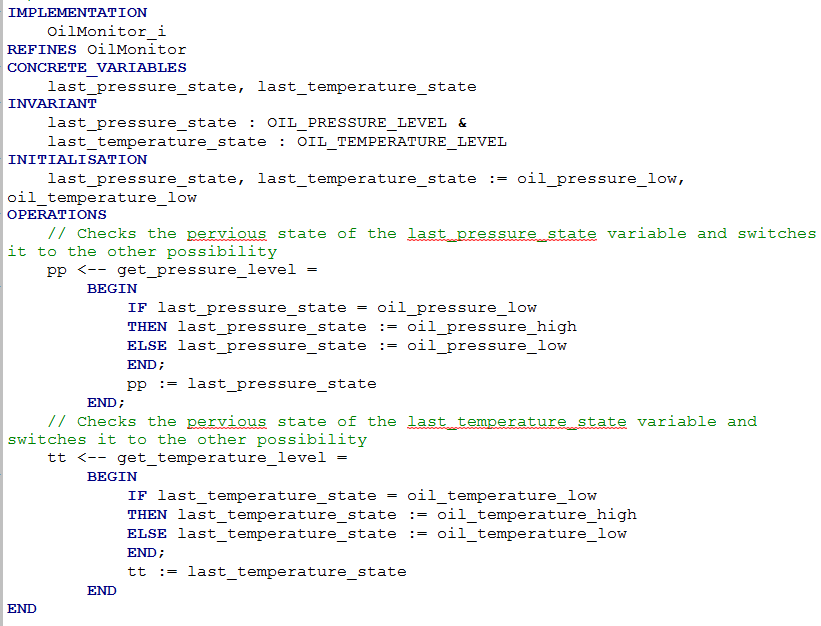 IMPLEMENTATION
    OilMonitor_i
REFINES OilMonitor
CONCRETE_VARIABLES
    last_pressure_state, last_temperature_state
INVARIANT
    last_pressure_state : OIL_PRESSURE_LEVEL &
    last_temperature_state : OIL_TEMPERATURE_LEVEL
INITIALISATION
    last_pressure_state, last_temperature_state := oil_pressure_low,
oil_temperature_low
OPERATIONS
    // Checks the pervious state of the last_pressure_state variable and switches
it to the other possibility
    pp <-- get_pressure_level =
        BEGIN
            IF last_pressure_state = oil_pressure_low
            THEN last_pressure_state := oil_pressure_high
            ELSE last_pressure_state := oil_pressure_low
            END;
            pp := last_pressure_state
        END;
    // Checks the pervious state of the last_temperature_state variable and
switches it to the other possibility
    tt <-- get_temperature_level =
        BEGIN
            IF last_temperature_state = oil_temperature_low
            THEN last_temperature_state := oil_temperature_high
            ELSE last_temperature_state := oil_temperature_low
            END;
            tt := last_temperature_state
        END
END